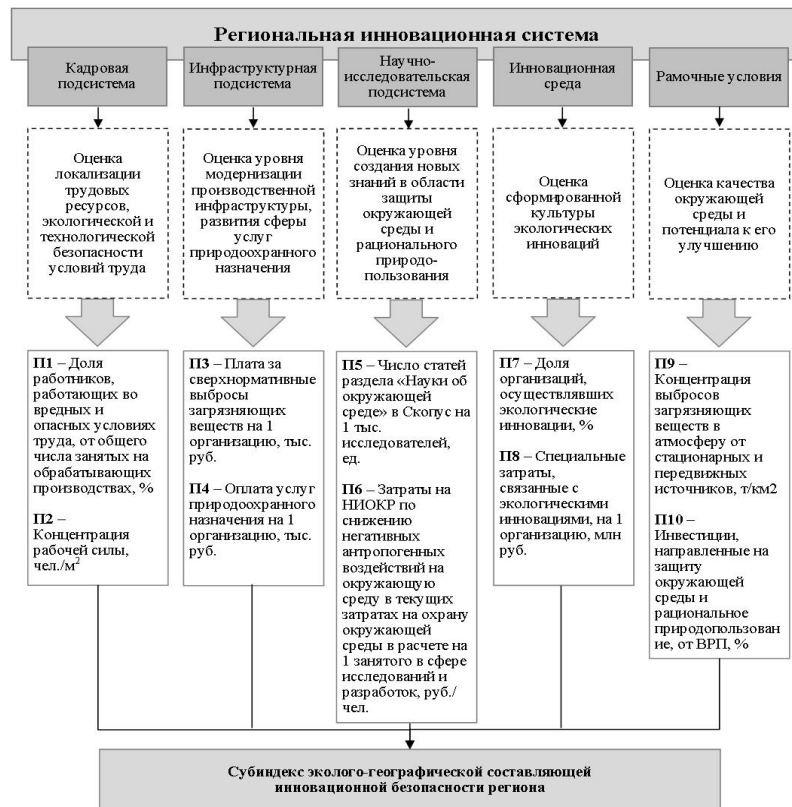 Региональная инновационная система
Кадровая
подсистема
Инфраструктурная
подсистема
Научно-
исследовательская
подсистема
Инновационная
среда
Рамочные условия
Оценка
локализации
трудовых
ресурсов,
экологической и
технологической
безопасности
условий труда
Оценка уровня
модернизации
производственной
инфраструктуры,
развития сферы
услуг
природоохранного
назначения
Оценка уровня
создания новых
знаний в области
защиты
окружающей
среды и
рационального
природо-
пользования
Оценка
сформированной
культуры
экологических
инноваций
Оценка качества
окружающей
среды и
потенциала к его
улучшению
П1 – Доля
работников,
работающих во
вредных и
опасных условиях
труда, от общего
числа занятых на
обрабатывающих
производствах, %
П2 –
Концентрация
рабочей силы,
чел./м²
П3 – Плата за
сверхнормативные
выбросы
загрязняющих
веществ на 1
организацию, тыс.
руб.
П4 – Оплата услуг
природоохранного
назначения на 1
организацию, тыс.
руб.
П5 – Число статей
раздела «Науки об
окружающей
среде» в Скопус на
1 тыс.
исследователей,
ед.
П6 – Затраты на
НИОКР по
снижению
негативных
антропогенных
воздействий на
окружающую
среду в текущих
затратах на охрану
окружающей
среды в расчете на
1 занятого в сфере
исследований и
разработок, руб./
чел.
П7 – Доля
организаций,
осуществлявших
экологические
инновации, %
П8 – Специальные
затраты,
связанные с
экологическими
инновациями, на 1
организацию, млн
руб.
П9 –
Концентрация
выбросов
загрязняющих
веществ в
атмосферу от
стационарных и
передвижных
источников, т/км2
П10 –
Инвестиции,
направленные на
защиту
окружающей
среды и
рациональное
природопользован
ие, от ВРП, %
Субиндекс эколого-географической составляющей
инновационной безопасности региона